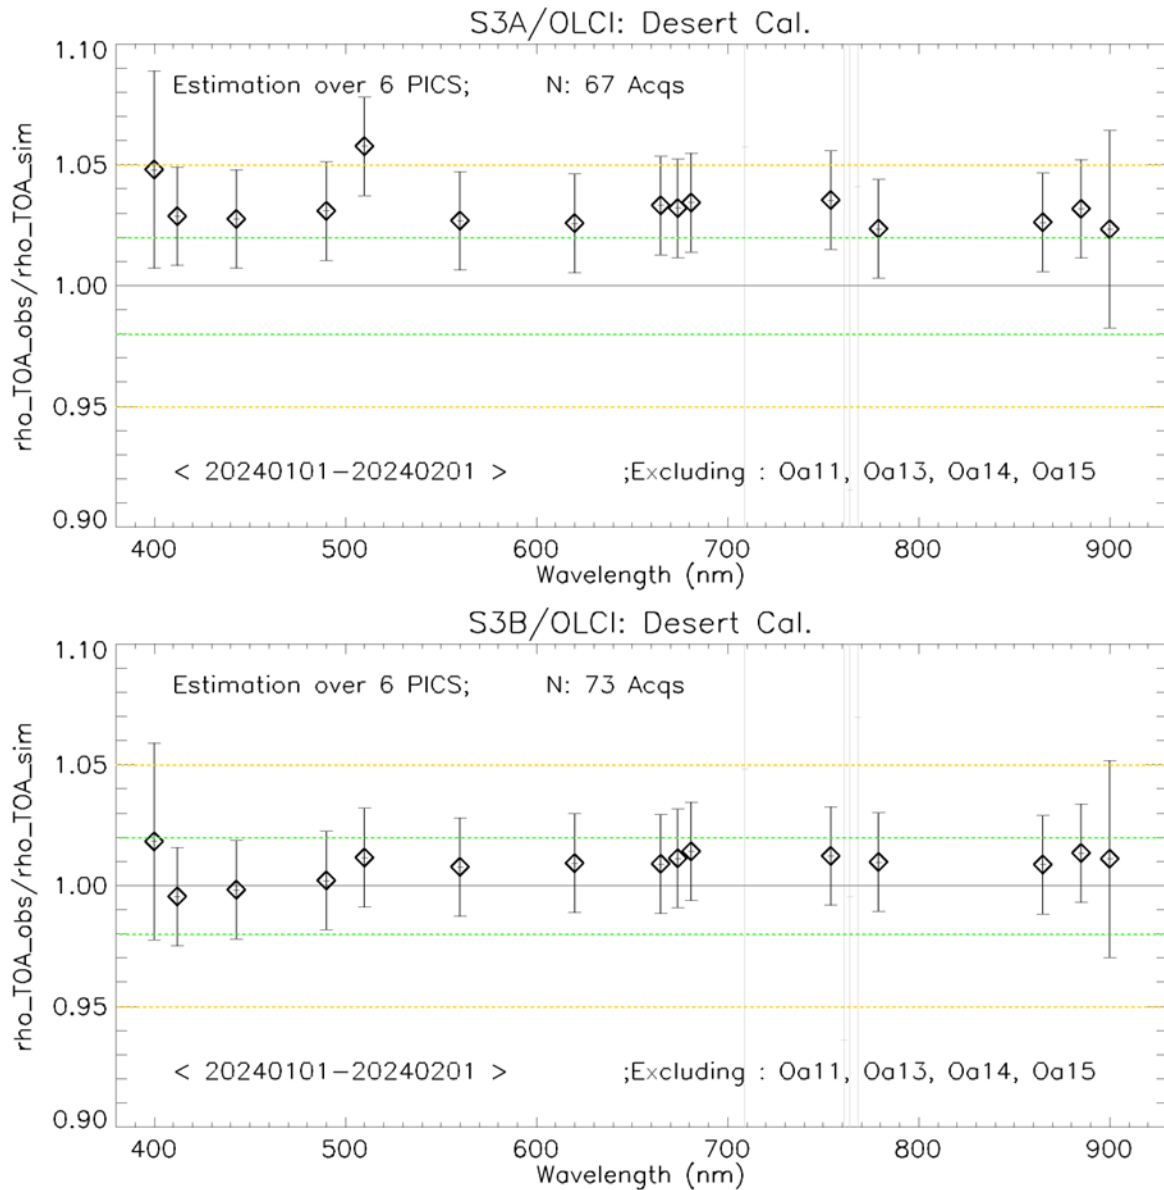 S3A/OLCI: Desert Cal.
1.10
Estimation over 6 PICS; N: 67 Acqs
1.05
1.00
0.95
rho_TOA_obs/rho_TOA_sim
< 20240101-20240201 > ;Excluding : Oa11, Oa13, Oa14, Oa15
0.90
400 500 600 700 800 900
Wavelength (nm)
S3B/OLCI: Desert Cal.
1.10
Estimation over 6 PICS; N: 73 Acqs
1.05
1.00
0.95
rho_TOA_obs/rho_TOA_sim
< 20240101-20240201 > ;Excluding : Oa11, Oa13, Oa14, Oa15
0.90
400 500 600 700 800 900
Wavelength (nm)